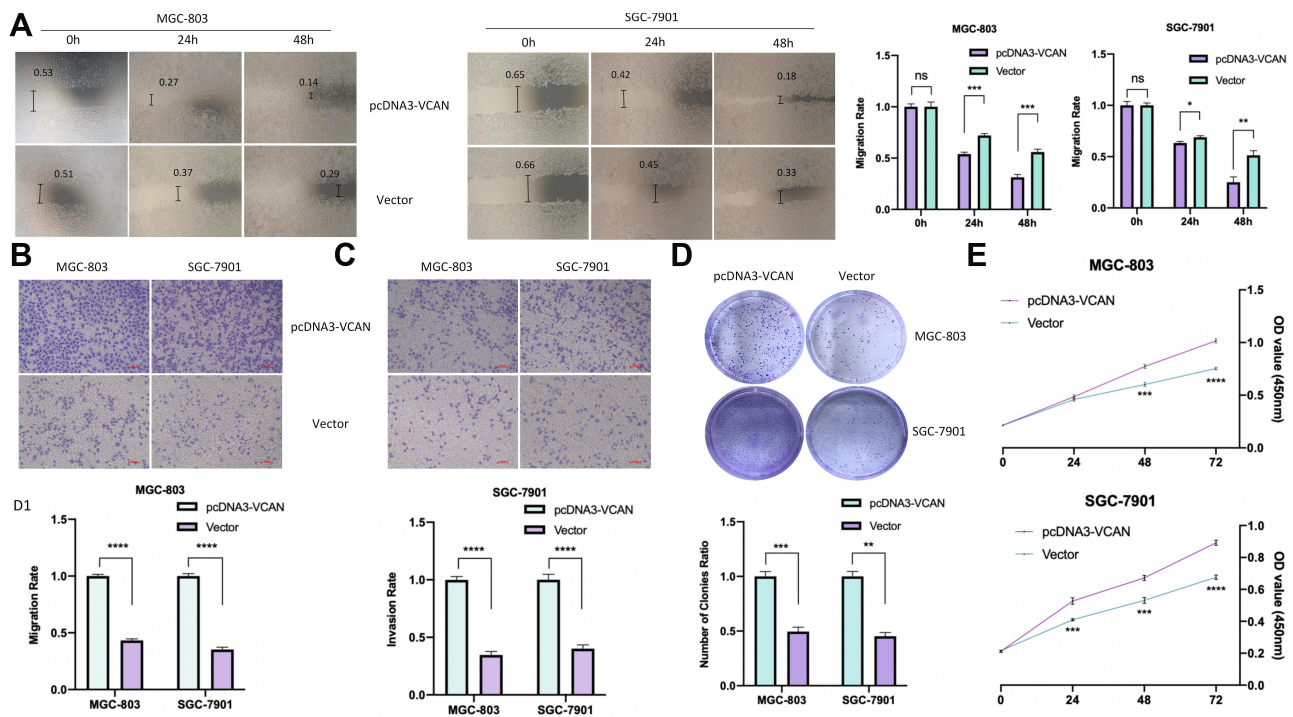 A
MGC-803
0h 24h 48h
0.53 0.27 0.14
pcDNA3-VCAN
0.51 0.37 0.29
Vector
SGC-7901
0h 24h 48h
0.65 0.42 0.18
0.66 0.45 0.33
MGC-803
pcDNA3-VCAN
Vector
Migration Rate
1.5
1.0
0.5
0.0
ns *** ***
0h 24h 48h
SGC-7901
pcDNA3-VCAN
Vector
Migration Rate
1.5
1.0
0.5
0.0
ns * **
0h 24h 48h
B
MGC-803 SGC-7901
pcDNA3-VCAN
Vector
C
MGC-803 SGC-7901
D
pcDNA3-VCAN Vector
MGC-803
SGC-7901
E
MGC-803
pcDNA3-VCAN
Vector
1.5
1.0
0.5
0.0
OD value (450nm)
*** ****
0 24 48 72
D1
MGC-803
pcDNA3-VCAN
Vector
Migration Rate
1.5
1.0
0.5
0.0
**** ****
MGC-803 SGC-7901
SGC-7901
pcDNA3-VCAN
Vector
Invasion Rate
1.5
1.0
0.5
0.0
**** ****
MGC-803 SGC-7901
pcDNA3-VCAN
Vector
Number of Clonies Ratio
1.5
1.0
0.5
0.0
*** **
MGC-803 SGC-7901
SGC-7901
pcDNA3-VCAN
Vector
1.0
0.8
0.6
0.4
0.2
0.0
OD value (450nm)
*** *** ****
0 24 48 72